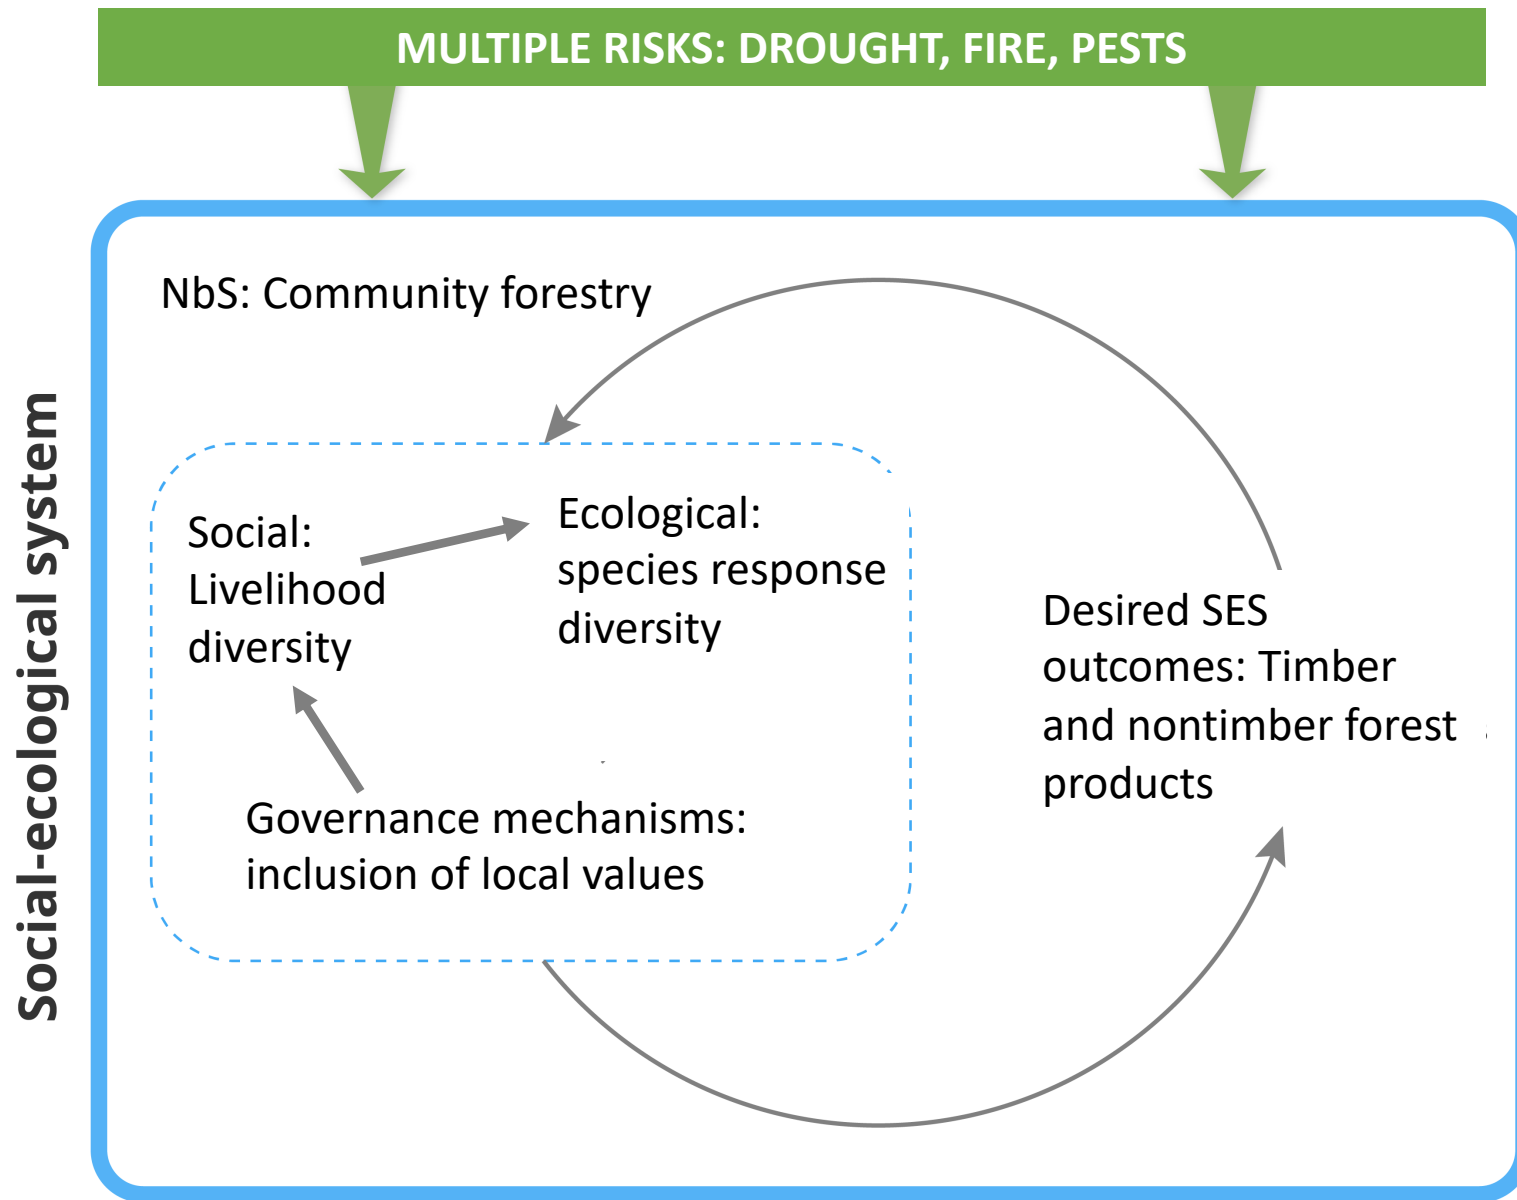 MULTIPLE RISKS: DROUGHT, FIRE, PESTS
Social-ecological system
NbS: Community forestry
Social:
Livelihood
diversity
Ecological:
species response
diversity
Governance mechanisms:
inclusion of local values
Desired SES
outcomes: Timber
and nontimber forest
products